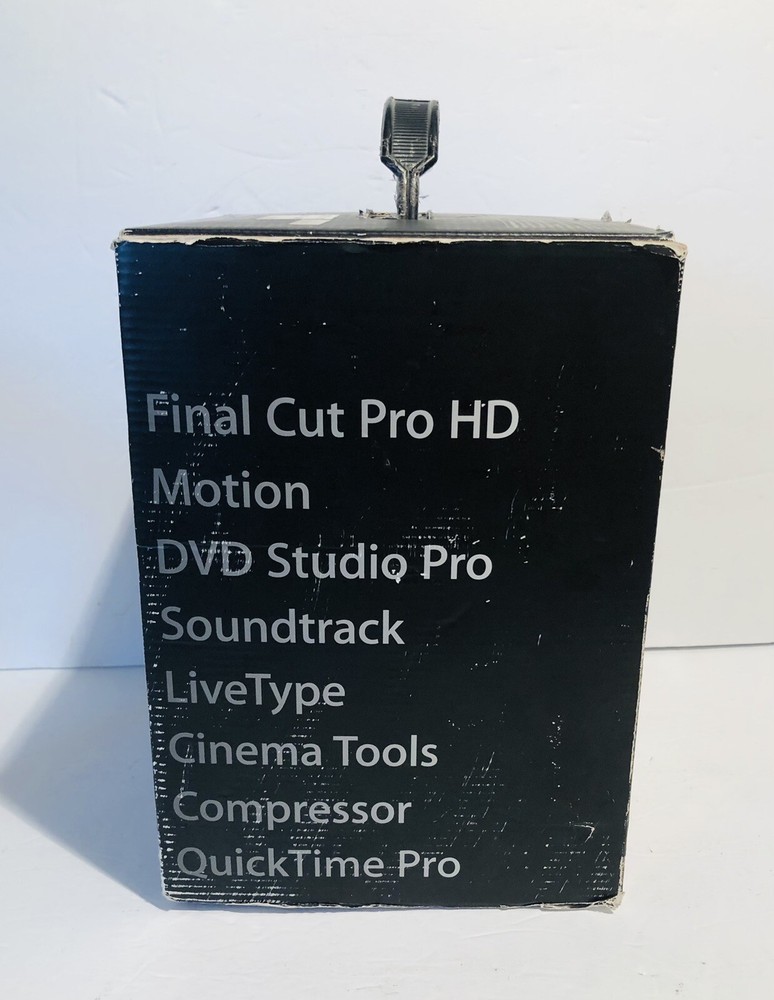 Final Cut Pro HD
Motion
DVD Studio Pro
Soundtrack
LiveType
Cinema Tools
Compressor
QuickTime Pro